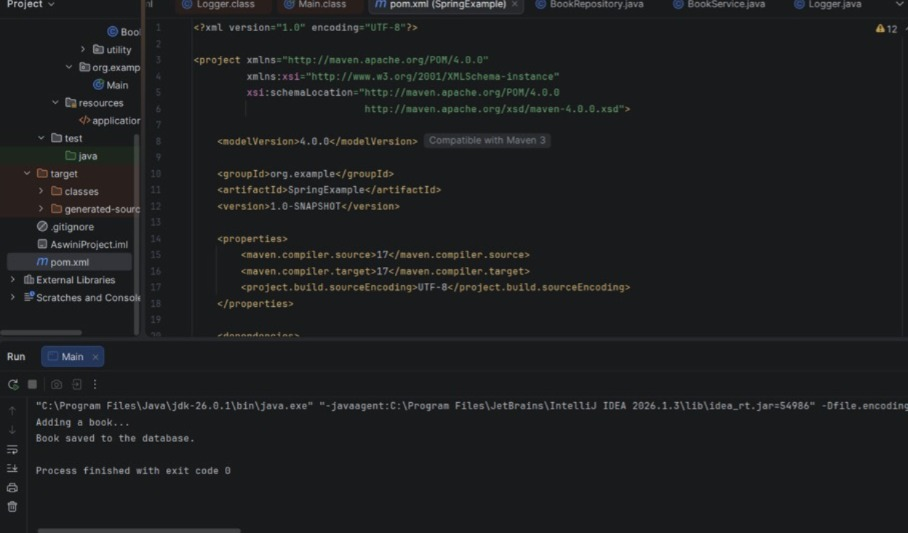 Project
Logger.class
Main.class
pom.xml (SpringExample)
BookRepository.java
BookService.java
Logger.java
Boo
utility
org.examp
Main
resources
application
test
java
target
classes
generated-sourc
.gitignore
AswiniProject.iml
pom.xml
External Libraries
Scratches and Console
12
1 <?xml version="1.0" encoding="UTF-8"?>
2
3 <project xmlns="http://maven.apache.org/POM/4.0.0"
4 xmlns:xsi="http://www.w3.org/2001/XMLSchema-instance"
5 xsi:schemaLocation="http://maven.apache.org/POM/4.0.0
6 http://maven.apache.org/xsd/maven-4.0.0.xsd">
7
8 <modelVersion>4.0.0</modelVersion> Compatible with Maven 3
9
10 <groupId>org.example</groupId>
11 <artifactId>SpringExample</artifactId>
12 <version>1.0-SNAPSHOT</version>
13
14 <properties>
15 <maven.compiler.source>17</maven.compiler.source>
16 <maven.compiler.target>17</maven.compiler.target>
17 <project.build.sourceEncoding>UTF-8</project.build.sourceEncoding>
18 </properties>
19
20 <dependencies>
Run Main
"C:\Program Files\Java\jdk-26.0.1\bin\java.exe" "-javaagent:C:\Program Files\JetBrains\IntelliJ IDEA 2026.1.3\lib\idea_rt.jar=54986" -Dfile.encoding
Adding a book...
Book saved to the database.
Process finished with exit code 0